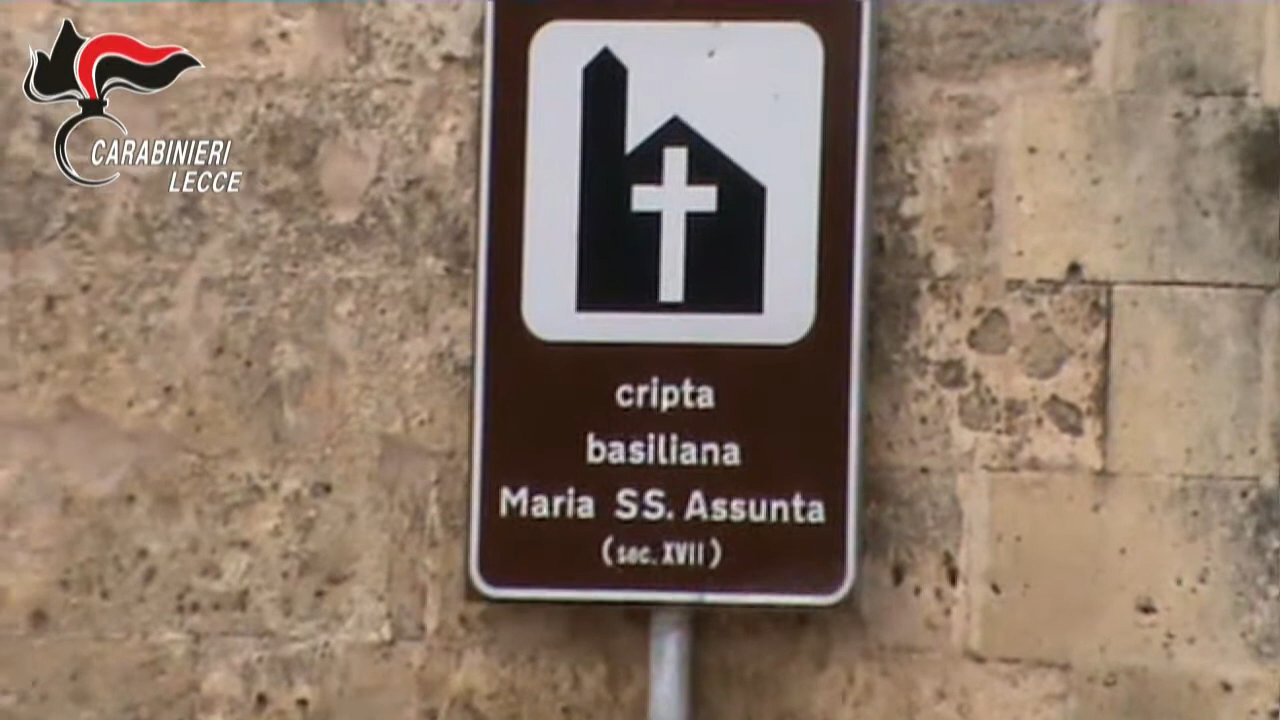 CARABINIERI
LECCE
cripta
basiliana
Maria SS. Assunta
(sec. XVII)